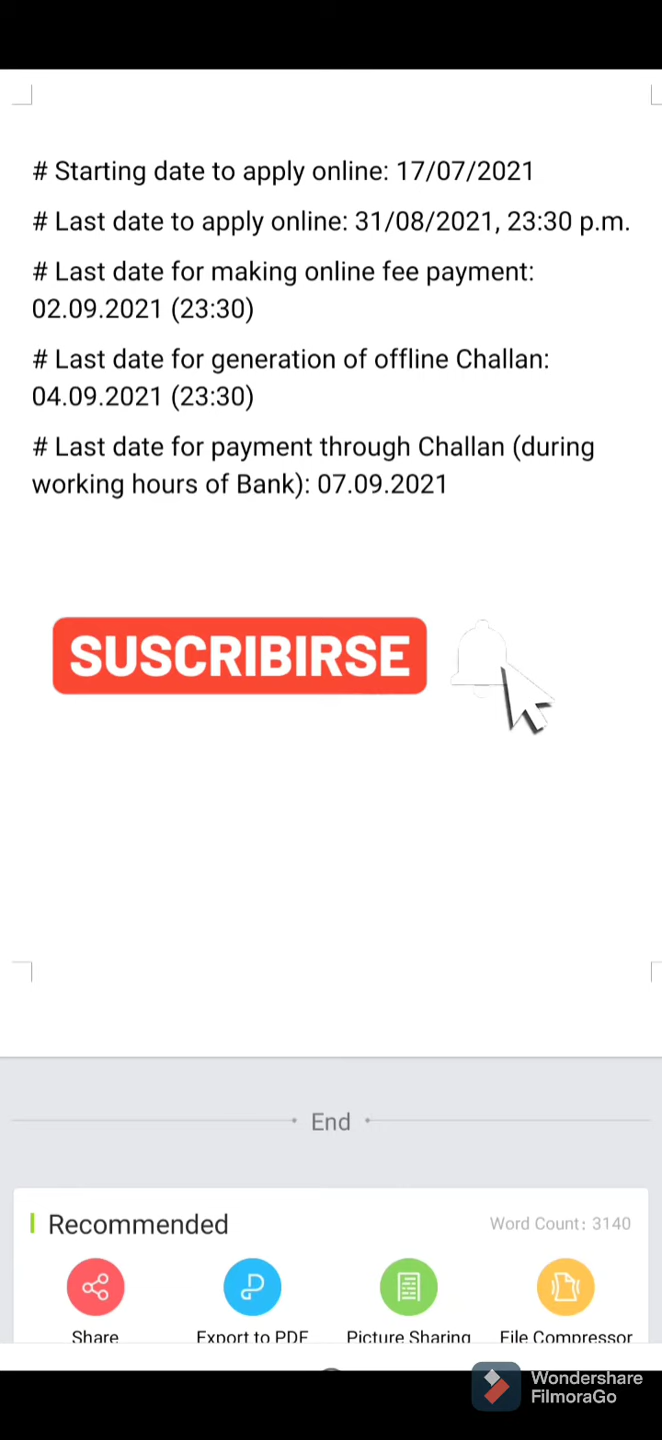 # Starting date to apply online: 17/07/2021
# Last date to apply online: 31/08/2021, 23:30 p.m.
# Last date for making online fee payment:
02.09.2021 (23:30)
# Last date for generation of offline Challan:
04.09.2021 (23:30)
# Last date for payment through Challan (during
working hours of Bank): 07.09.2021
SUSCRIBIRSE
End
Recommended
Word Count: 3140
Share
Export to PDF
Picture Sharing
File Compressor
Wondershare
FilmoraGo